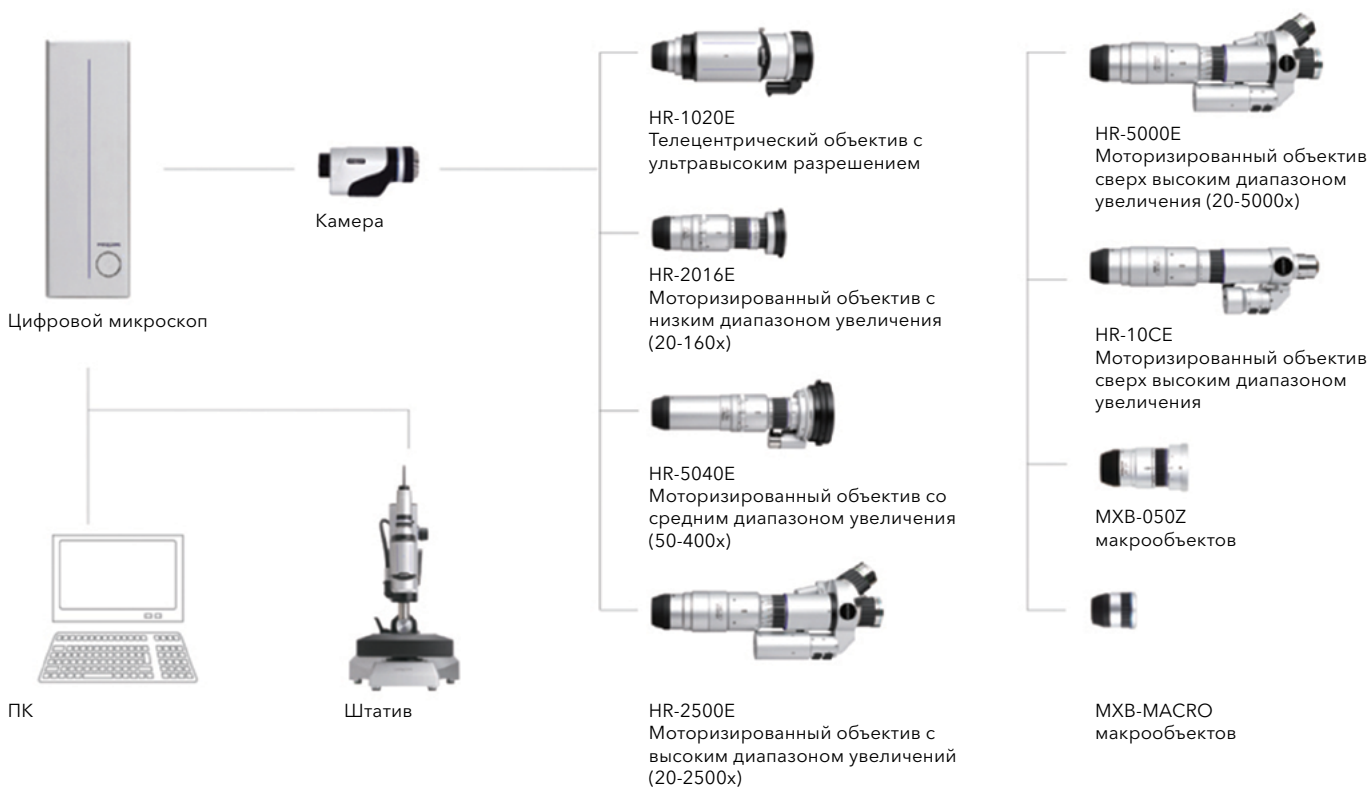 Цифровой микроскоп
ПК
Штатив
Камера
HR-1020E
Телецентрический объектив с
ультравысоким разрешением
HR-2016E
Моторизированный объектив с
низким диапазоном увеличения
(20-160x)
HR-5040E
Моторизированный объектив со
средним диапазоном увеличения
(50-400x)
HR-2500E
Моторизированный объектив с
высоким диапазоном увеличений
(20-2500x)
HR-5000E
Моторизированный объектив
сверх высоким диапазоном
увеличения (20-5000x)
HR-10CE
Моторизированный объектив
сверх высоким диапазоном
увеличения
MXB-050Z
макрообъектов
MXB-MACRO
макрообъектов